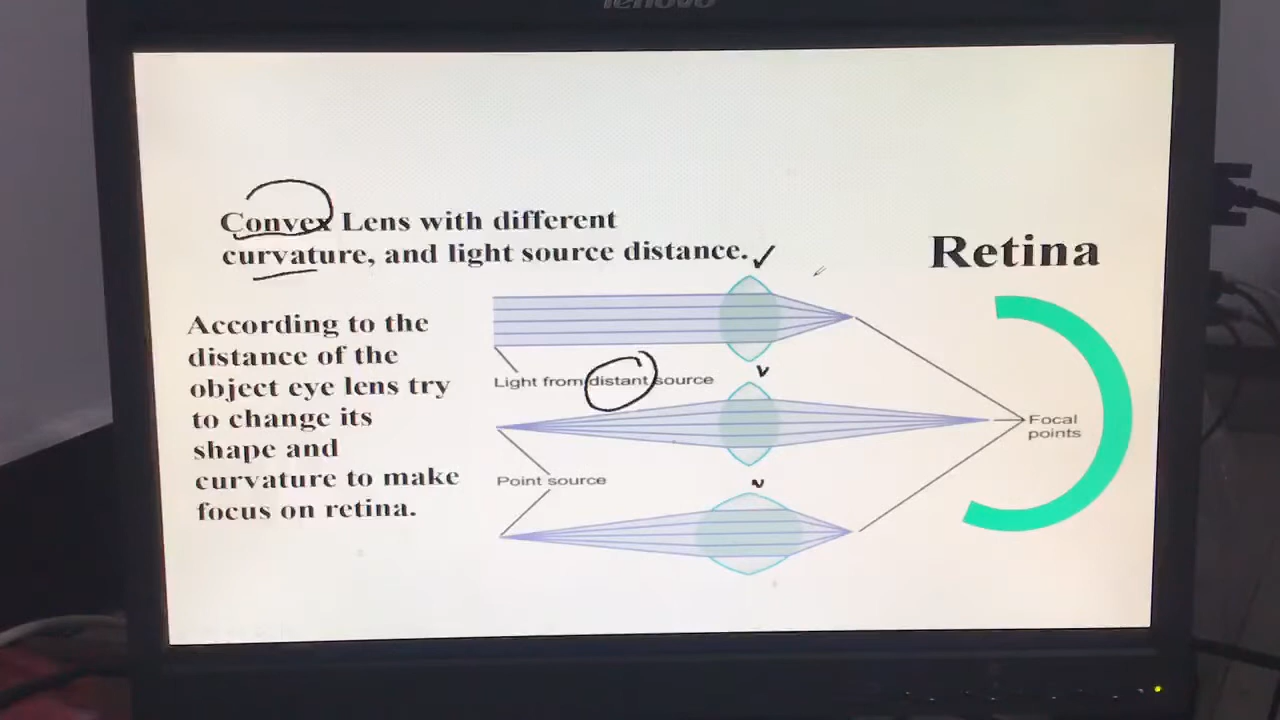 lenovo
Convex Lens with different
curvature, and light source distance.
Retina
According to the
distance of the
object eye lens try
to change its
shape and
curvature to make
focus on retina.
Light from distant source
Point source
Focal
points